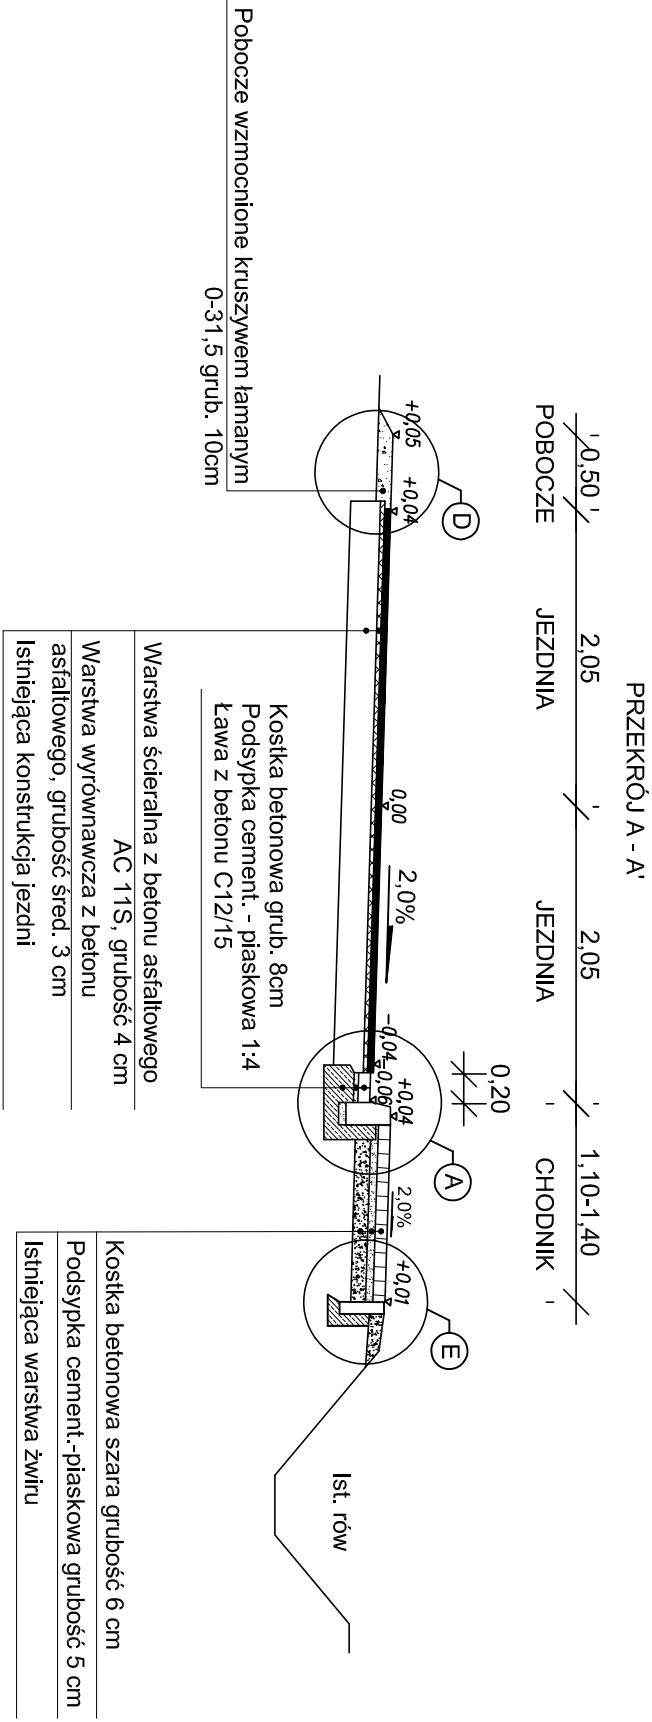 PRZEKRÓJ A - A'
0,50
2,05
2,05
1,10-1,40
POBOCZE
JEZDNIA
JEZDNIA
CHODNIK
0,20
D
A
E
+0,05
+0,04
0,00
2,0%
-0,04
-0,06
+0,04
2,0%
+0,01
Ist. rów
Pobocze wzmocnione kruszywem łamanym
0-31,5 grub. 10cm
Kostka betonowa grub. 8cm
Podsypka cement. - piaskowa 1:4
Ława z betonu C12/15
Warstwa ścieralna z betonu asfaltowego
AC 11S, grubość 4 cm
Warstwa wyrównawcza z betonu
asfaltowego, grubość śred. 3 cm
Istniejąca konstrukcja jezdni
Kostka betonowa szara grubość 6 cm
Podsypka cement.-piaskowa grubość 5 cm
Istniejąca warstwa żwiru